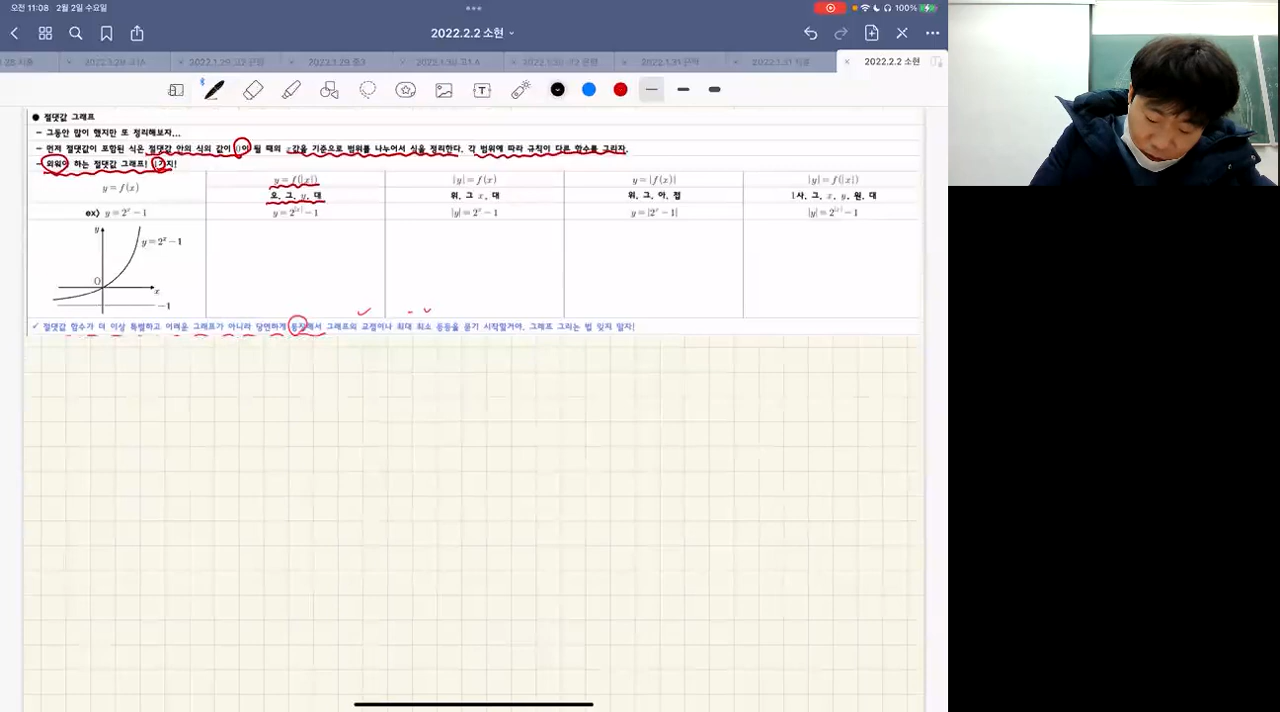 오전 11:08 2월 2일 수요일
100%
2022.2.2 소현
2022.1.31 2022.2.2 소현
● 절댓값 그래프
- 그동안 많이 했지만 또 정리해보자...
- 먼저 절댓값이 포함된 식은 절댓값 안의 식의 값이 0이 될 때의 x값을 기준으로 범위를 나누어서 식을 정리한다. 각 범위에 따라 규칙이 다른 함수를 그리자.
- 외워야 하는 절댓값 그래프! 가지!
y = f(x) y = f(|x|) |y| = f(x) y = |f(x)| |y| = f(|x|)
오, 그, y, 대 위, 그 x, 대 위, 그, 아, 접 1사, 그, x, y, 원, 대
ex) y = 2^x − 1 y = 2^|x| − 1 |y| = 2^x − 1 y = |2^x − 1| |y| = 2^|x| − 1
y
y = 2^x − 1
O
x
−1
✓ 절댓값 함수가 더 이상 특별하고 어려운 그래프가 아니라 당연하게 등장해서 그래프의 교점이나 최대 최소 등등을 묻기 시작할거야. 그래프 그리는 법 잊지 말자!